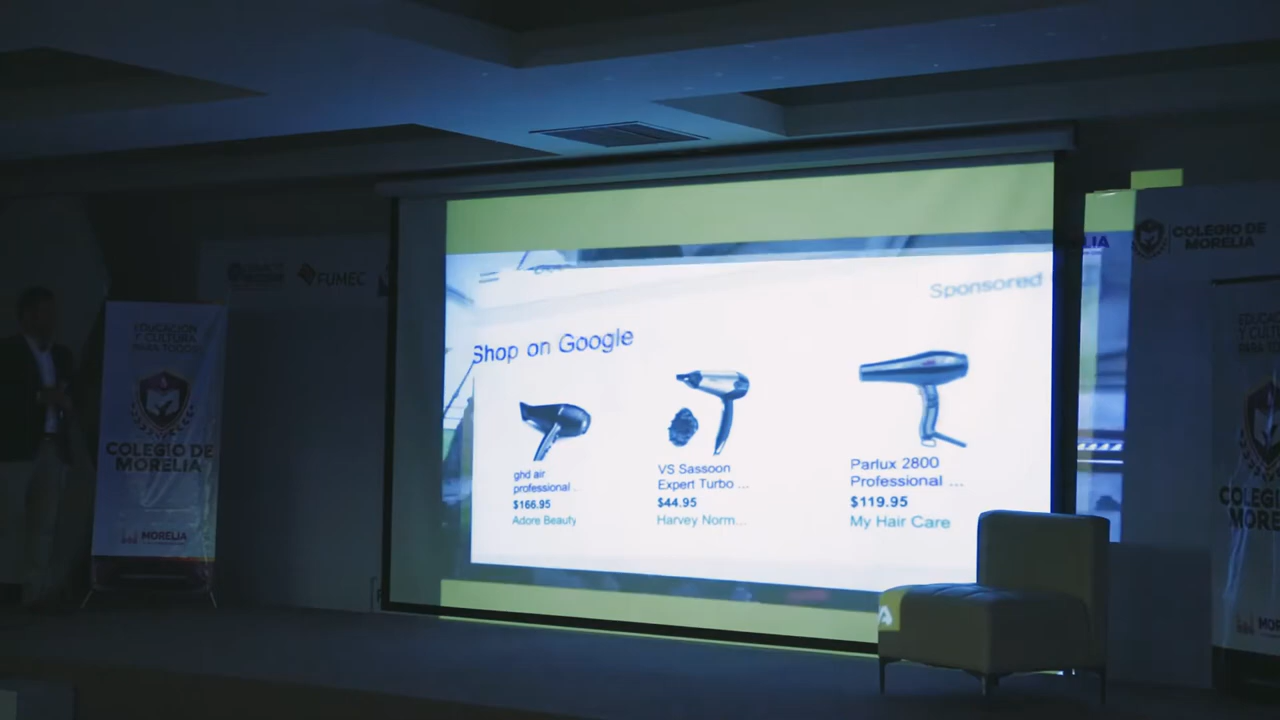 FUMEC
EDUCACIÓN
Y CULTURA
PARA TODOS
COLEGIO DE
MORELIA
MORELIA
Sponsored
Shop on Google
ghd air
professional ..
$166.95
Adore Beauty
VS Sassoon
Expert Turbo ...
$44.95
Harvey Norm...
Parlux 2800
Professional ...
$119.95
My Hair Care
LIA
COLEGIO DE
MORELIA
A